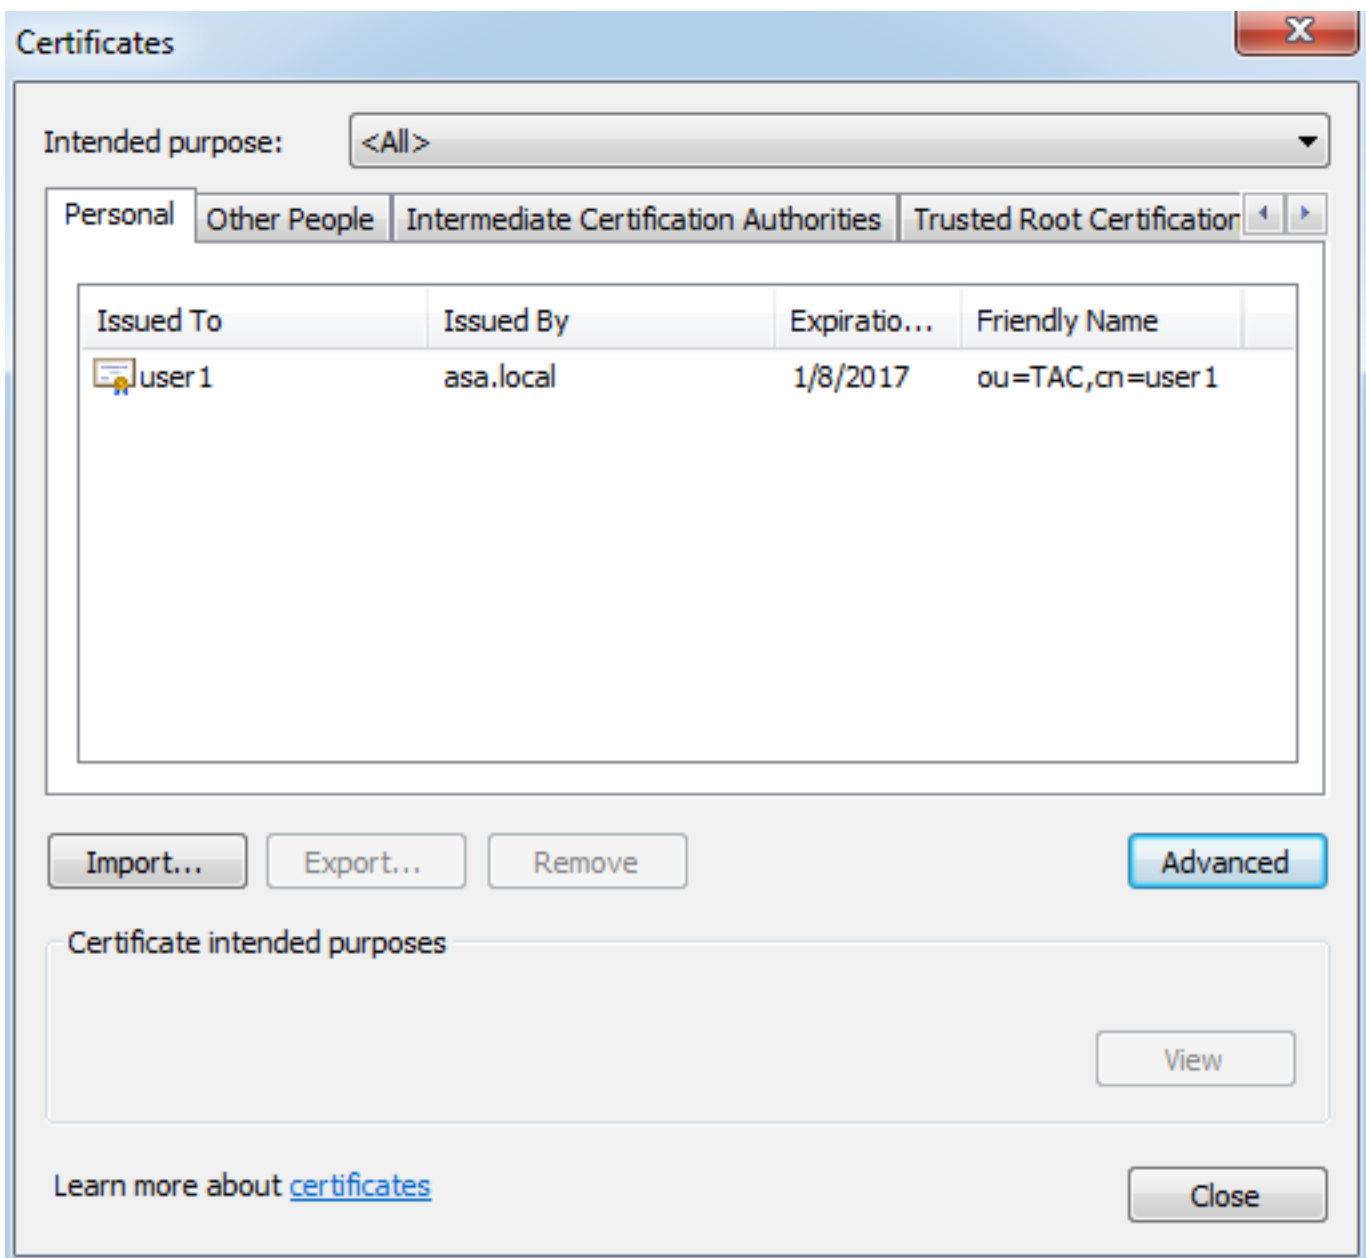 Certificates
Intended purpose: <All>
Personal Other People Intermediate Certification Authorities Trusted Root Certification
Issued To Issued By Expiratio... Friendly Name
user1 asa.local 1/8/2017 ou=TAC,cn=user1
Import... Export... Remove Advanced
Certificate intended purposes
View
Learn more about certificates
Close